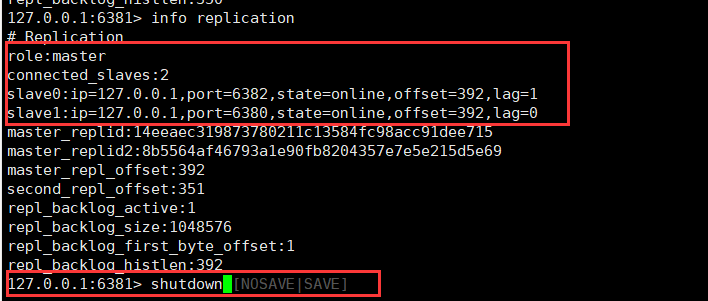 repl_backlog_histlen:350
127.0.0.1:6381> info replication
# Replication
role:master
connected_slaves:2
slave0:ip=127.0.0.1,port=6382,state=online,offset=392,lag=1
slave1:ip=127.0.0.1,port=6380,state=online,offset=392,lag=0
master_replid:14eeaec319873780211c13584fc98acc91dee715
master_replid2:8b5564af46793a1e90fb8204357e7e5e215d5e69
master_repl_offset:392
second_repl_offset:351
repl_backlog_active:1
repl_backlog_size:1048576
repl_backlog_first_byte_offset:1
repl_backlog_histlen:392
127.0.0.1:6381> shutdown [NOSAVE|SAVE]